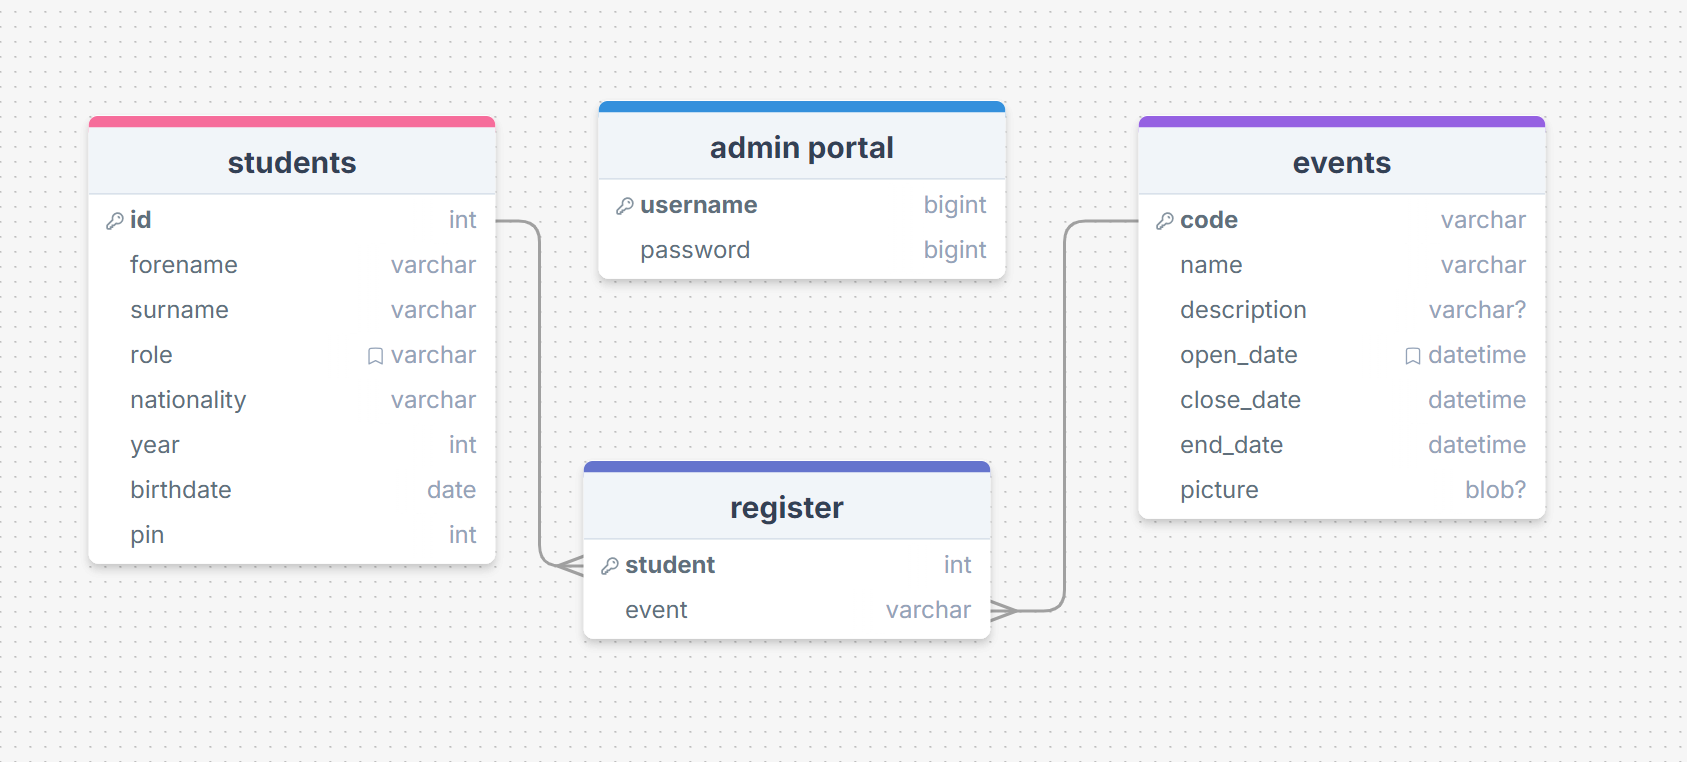 students
id int
forename varchar
surname varchar
role varchar
nationality varchar
year int
birthdate date
pin int
admin portal
username bigint
password bigint
register
student int
event varchar
events
code varchar
name varchar
description varchar?
open_date datetime
close_date datetime
end_date datetime
picture blob?